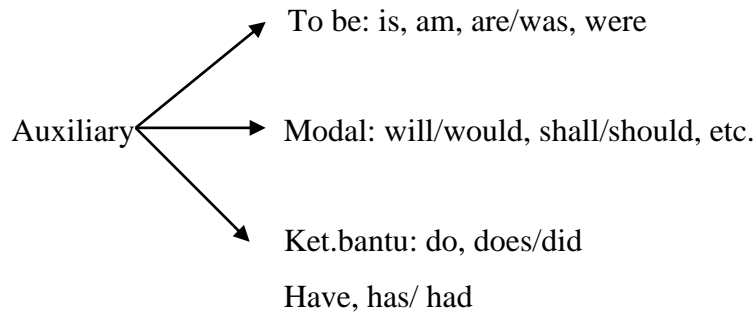 To be: is, am, are/was, were
Auxiliary
Modal: will/would, shall/should, etc.
Ket.bantu: do, does/did
Have, has/ had